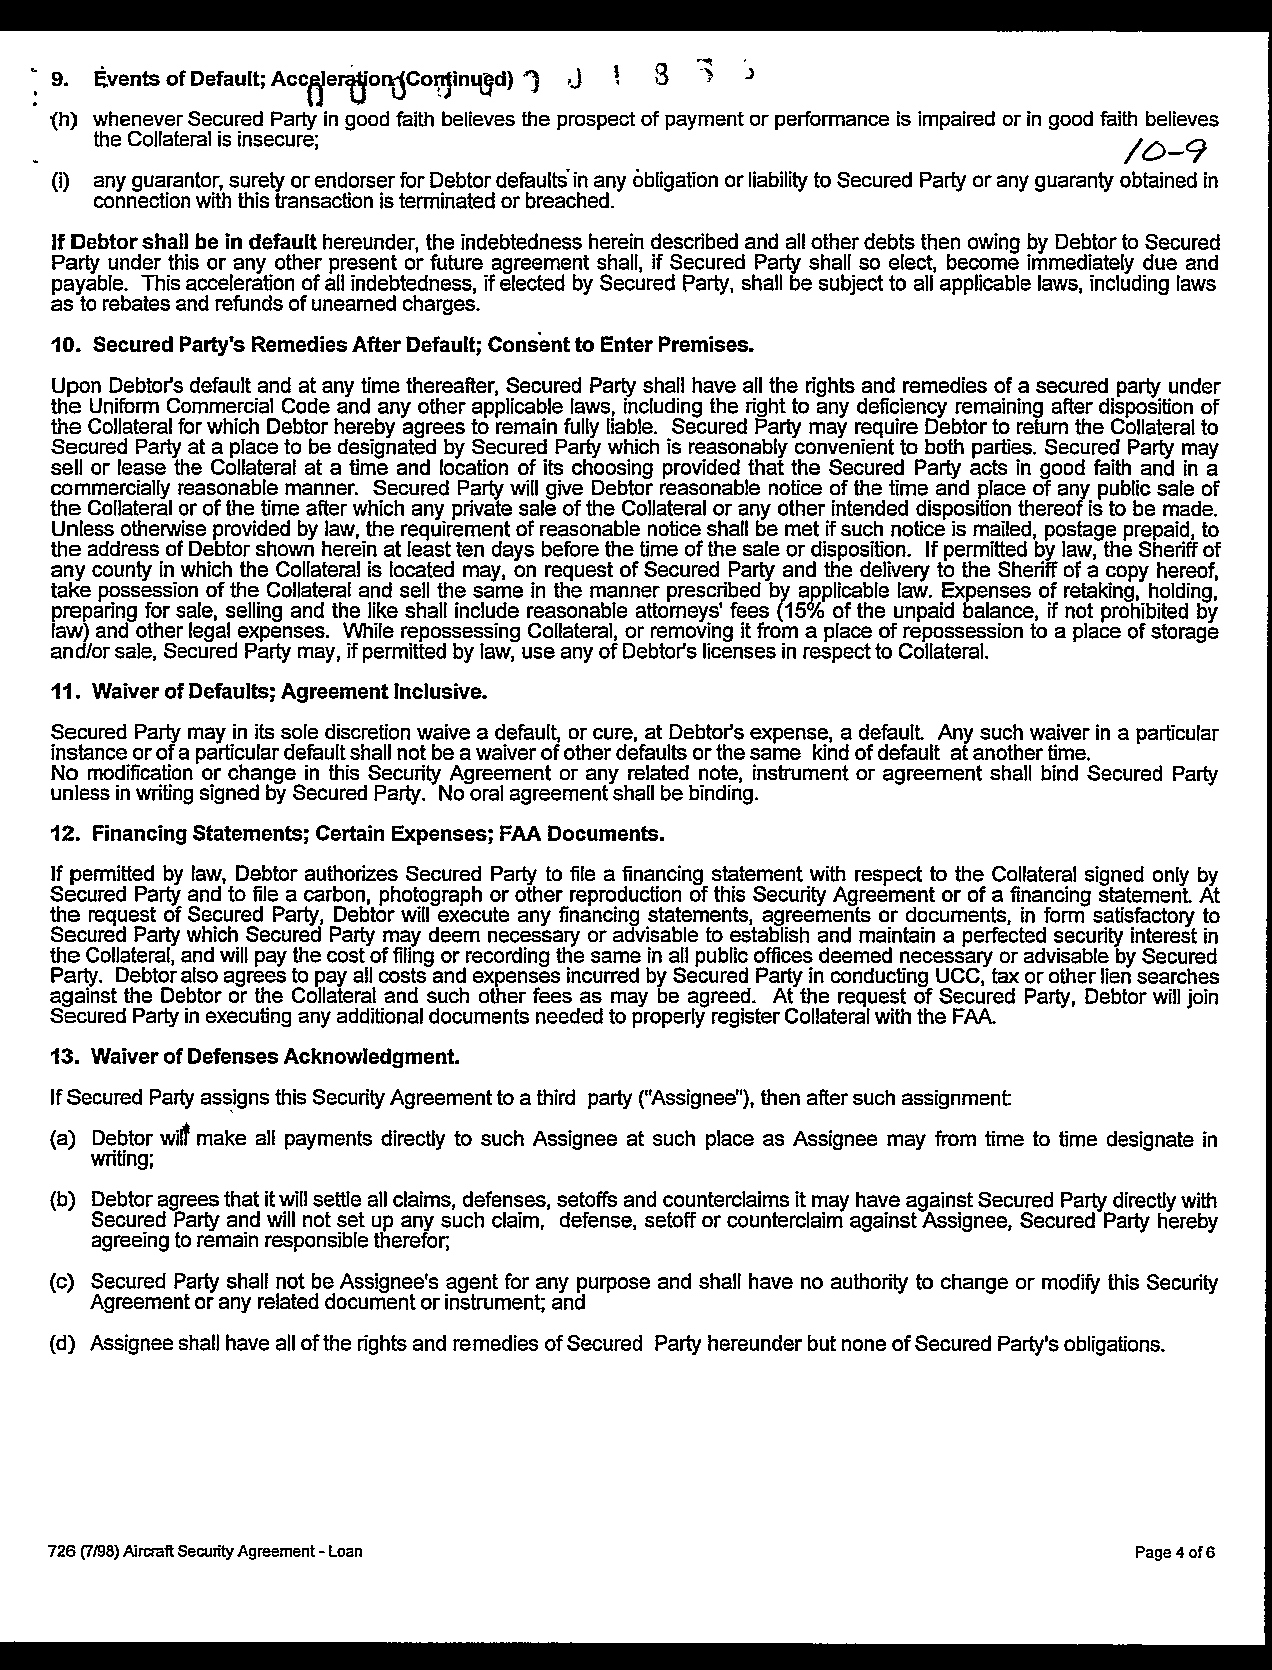 9. Events of Default; Acceleration (Continued)
(h) whenever Secured Party in good faith believes the prospect of payment or performance is impaired or in good faith believes
the Collateral is insecure;
10-9
(i) any guarantor, surety or endorser for Debtor defaults in any obligation or liability to Secured Party or any guaranty obtained in
connection with this transaction is terminated or breached.
If Debtor shall be in default hereunder, the indebtedness herein described and all other debts then owing by Debtor to Secured
Party under this or any other present or future agreement shall, if Secured Party shall so elect, become immediately due and
payable. This acceleration of all indebtedness, if elected by Secured Party, shall be subject to all applicable laws, including laws
as to rebates and refunds of unearned charges.
10. Secured Party's Remedies After Default; Consent to Enter Premises.
Upon Debtor's default and at any time thereafter, Secured Party shall have all the rights and remedies of a secured party under
the Uniform Commercial Code and any other applicable laws, including the right to any deficiency remaining after disposition of
the Collateral for which Debtor hereby agrees to remain fully liable. Secured Party may require Debtor to return the Collateral to
Secured Party at a place to be designated by Secured Party which is reasonably convenient to both parties. Secured Party may
sell or lease the Collateral at a time and location of its choosing provided that the Secured Party acts in good faith and in a
commercially reasonable manner. Secured Party will give Debtor reasonable notice of the time and place of any public sale of
the Collateral or of the time after which any private sale of the Collateral or any other intended disposition thereof is to be made.
Unless otherwise provided by law, the requirement of reasonable notice shall be met if such notice is mailed, postage prepaid, to
the address of Debtor shown herein at least ten days before the time of the sale or disposition. If permitted by law, the Sheriff of
any county in which the Collateral is located may, on request of Secured Party and the delivery to the Sheriff of a copy hereof,
take possession of the Collateral and sell the same in the manner prescribed by applicable law. Expenses of retaking, holding,
preparing for sale, selling and the like shall include reasonable attorneys' fees (15% of the unpaid balance, if not prohibited by
law) and other legal expenses. While repossessing Collateral, or removing it from a place of repossession to a place of storage
and/or sale, Secured Party may, if permitted by law, use any of Debtor's licenses in respect to Collateral.
11. Waiver of Defaults; Agreement Inclusive.
Secured Party may in its sole discretion waive a default, or cure, at Debtor's expense, a default. Any such waiver in a particular
instance or of a particular default shall not be a waiver of other defaults or the same kind of default at another time.
No modification or change in this Security Agreement or any related note, instrument or agreement shall bind Secured Party
unless in writing signed by Secured Party. No oral agreement shall be binding.
12. Financing Statements; Certain Expenses; FAA Documents.
If permitted by law, Debtor authorizes Secured Party to file a financing statement with respect to the Collateral signed only by
Secured Party and to file a carbon, photograph or other reproduction of this Security Agreement or of a financing statement. At
the request of Secured Party, Debtor will execute any financing statements, agreements or documents, in form satisfactory to
Secured Party which Secured Party may deem necessary or advisable to establish and maintain a perfected security interest in
the Collateral, and will pay the cost of filing or recording the same in all public offices deemed necessary or advisable by Secured
Party. Debtor also agrees to pay all costs and expenses incurred by Secured Party in conducting UCC, tax or other lien searches
against the Debtor or the Collateral and such other fees as may be agreed. At the request of Secured Party, Debtor will join
Secured Party in executing any additional documents needed to properly register Collateral with the FAA.
13. Waiver of Defenses Acknowledgment.
If Secured Party assigns this Security Agreement to a third party ("Assignee"), then after such assignment:
(a) Debtor will make all payments directly to such Assignee at such place as Assignee may from time to time designate in
writing;
(b) Debtor agrees that it will settle all claims, defenses, setoffs and counterclaims it may have against Secured Party directly with
Secured Party and will not set up any such claim, defense, setoff or counterclaim against Assignee, Secured Party hereby
agreeing to remain responsible therefor;
(c) Secured Party shall not be Assignee's agent for any purpose and shall have no authority to change or modify this Security
Agreement or any related document or instrument; and
(d) Assignee shall have all of the rights and remedies of Secured Party hereunder but none of Secured Party's obligations.
726 (7/98) Aircraft Security Agreement - Loan
Page 4 of 6